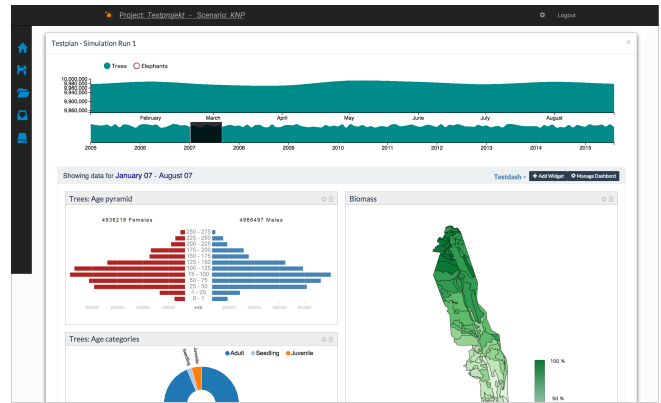 Project: Testprojekt - Scenario: KNP
Logout
Testplan - Simulation Run 1 ×
Trees Elephants
10,000,000
9,980,000
9,960,000
9,940,000
9,900,000
9,860,000
February March April May June July August
2005 2006 2007 2008 2009 2010 2011 2012 2013 2014 2015
Showing data for January 07 - August 07
Testdash + Add Widget Manage Dashbord
Trees: Age pyramid
4936219 Females 4966497 Males
250 - 275
225 - 250
200 - 225
175 - 200
150 - 175
125 - 150
100 - 125
75 - 100
50 - 75
25 - 50
1 - 25
0 - 1
AGE
Biomass
100 %
50 %
Trees: Age categories
Adult Seedling Juvenile
Seedling
Juvenile